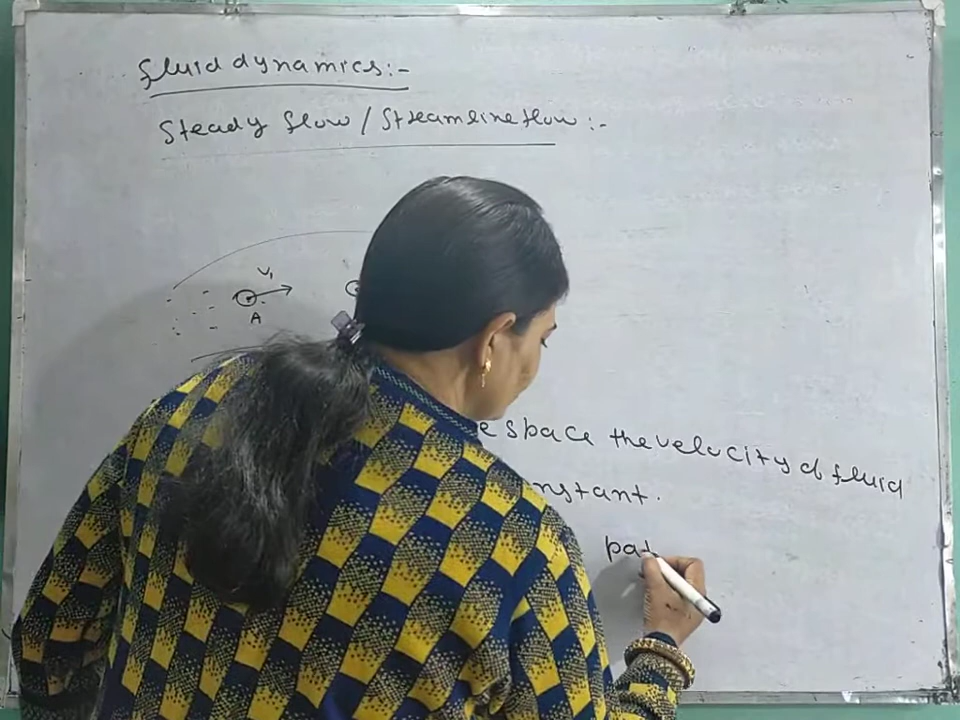 Fluid dynamics:-
Steady flow / Streamline flow :-
V₁
A
e space the velocity of fluid
nstant.
pat